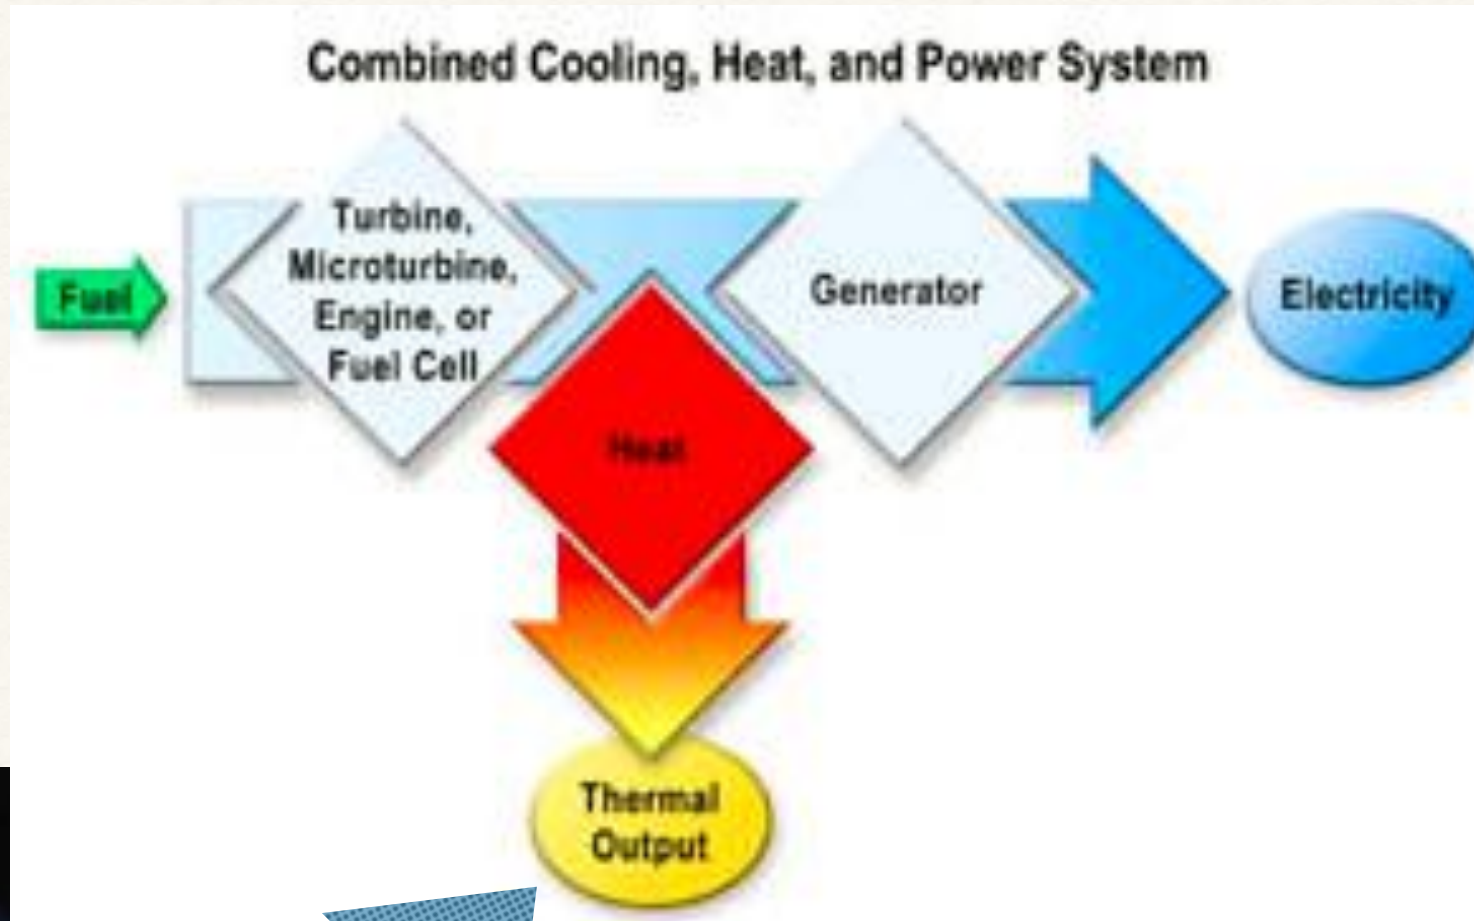 Combined Cooling, Heat, and Power System
Turbine,
Microturbine,
Engine, or
Fuel Cell
Fuel
Generator
Electricity
Heat
Thermal
Output